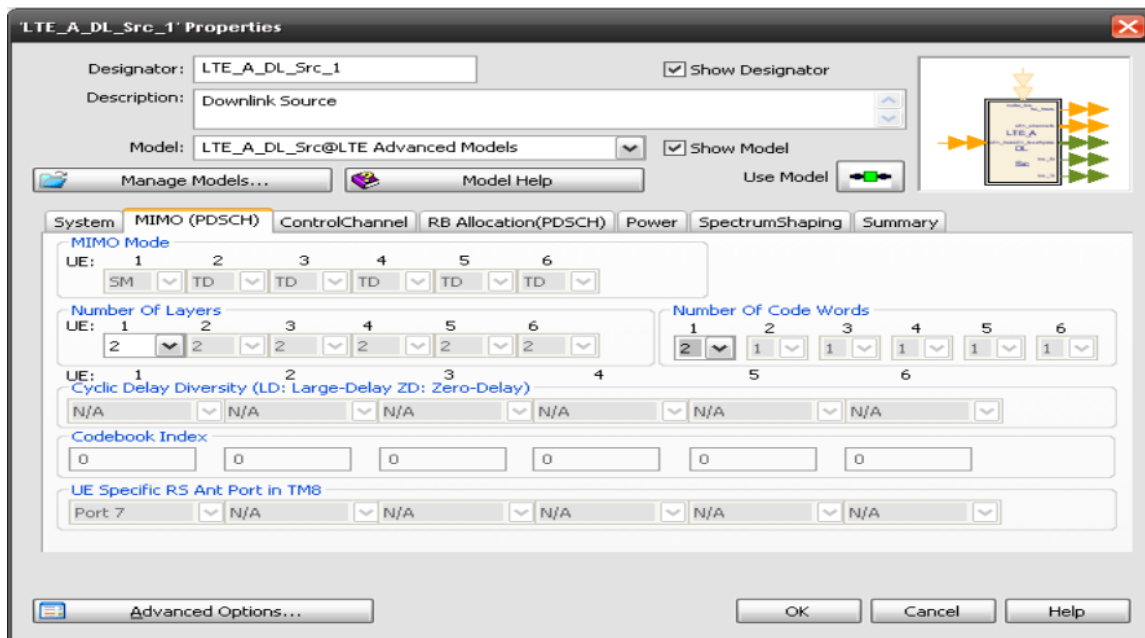 'LTE_A_DL_Src_1' Properties
Designator: LTE_A_DL_Src_1 Show Designator
Description: Downlink Source
Model: LTE_A_DL_Src@LTE Advanced Models Show Model
Manage Models... Model Help Use Model
LTE_A
DL
Src
System MIMO (PDSCH) ControlChannel RB Allocation(PDSCH) Power SpectrumShaping Summary
MIMO Mode
UE: 1 2 3 4 5 6
SM TD TD TD TD TD
Number Of Layers Number Of Code Words
UE: 1 2 3 4 5 6 1 2 3 4 5 6
2 2 2 2 2 2 2 1 1 1 1 1
UE: 1 2 3 4 5 6
Cyclic Delay Diversity (LD: Large-Delay ZD: Zero-Delay)
N/A N/A N/A N/A N/A N/A
Codebook Index
0 0 0 0 0 0
UE Specific RS Ant Port in TM8
Port 7 N/A N/A N/A N/A N/A
Advanced Options... OK Cancel Help